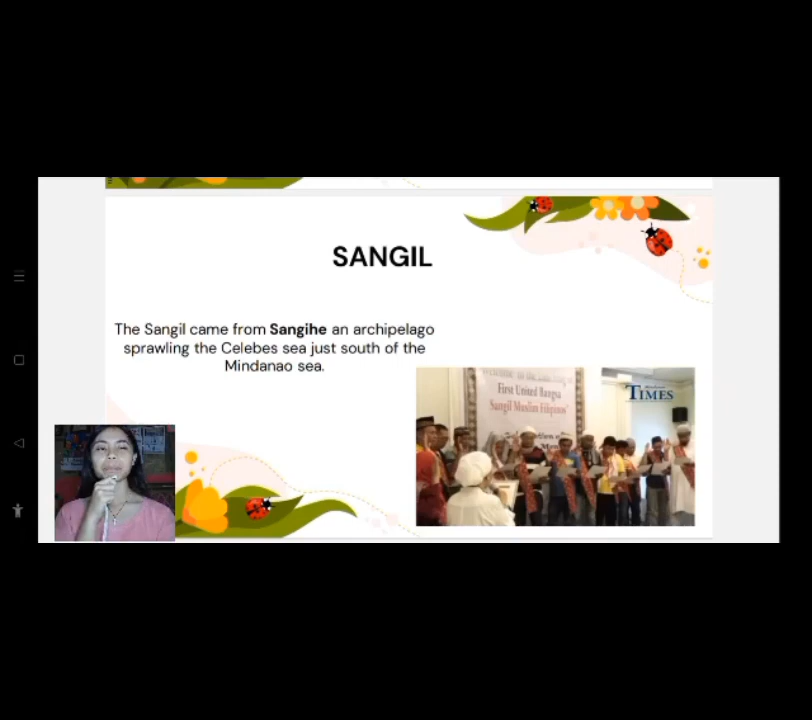 SANGIL
The Sangil came from Sangihe an archipelago
sprawling the Celebes sea just south of the
Mindanao sea.
TIMES
First United Bangsa
Sangil Muslim Filipinos"